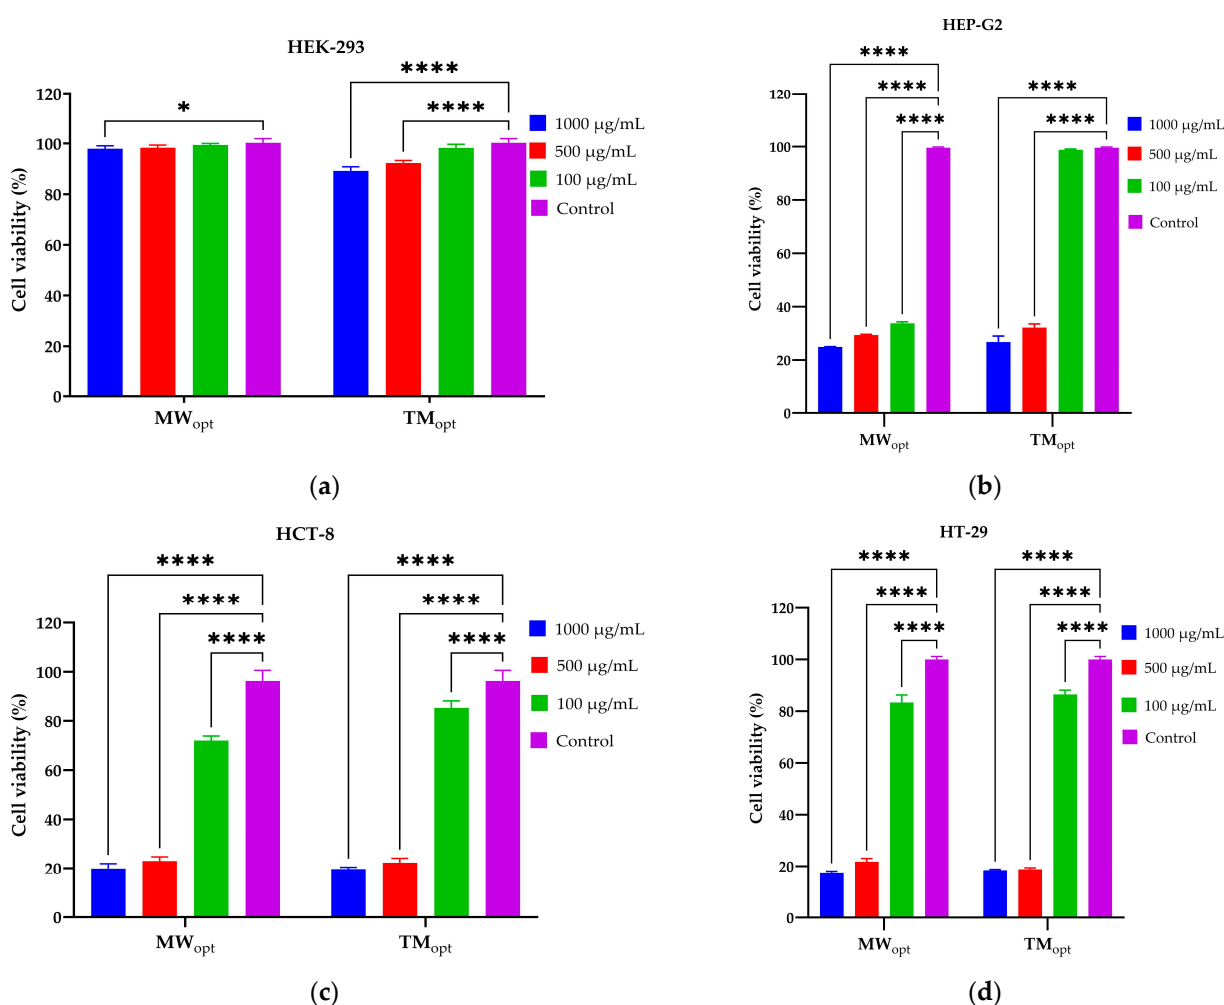 HEK-293
****
*
****
120
100
80
60
40
20
0
Cell viability (%)
MWopt
TMopt
1000 µg/mL
500 µg/mL
100 µg/mL
Control
(a)
HEP-G2
****
****
****
****
****
120
100
80
60
40
20
0
Cell viability (%)
MWopt
TMopt
1000 µg/mL
500 µg/mL
100 µg/mL
Control
(b)
HCT-8
****
****
****
****
****
****
120
100
80
60
40
20
0
Cell viability (%)
MWopt
TMopt
1000 µg/mL
500 µg/mL
100 µg/mL
Control
(c)
HT-29
****
****
****
****
****
****
120
100
80
60
40
20
0
Cell viability (%)
MWopt
TMopt
1000 µg/mL
500 µg/mL
100 µg/mL
Control
(d)